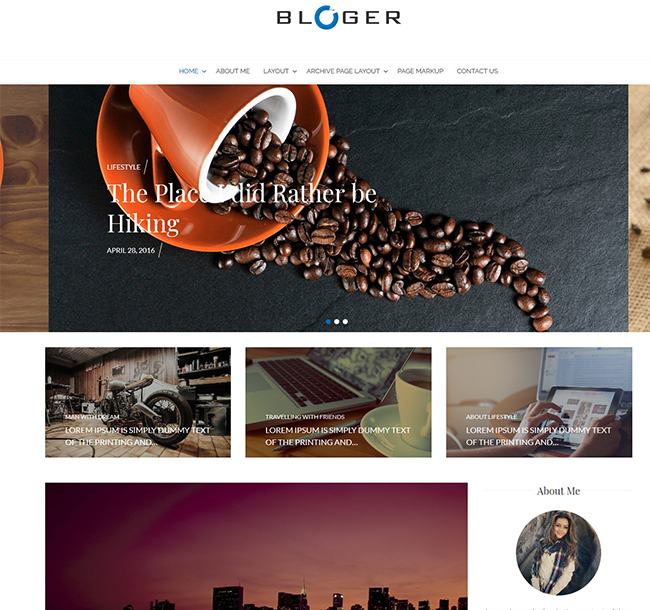 BLOGER
HOME ABOUT ME LAYOUT ARCHIVE PAGE LAYOUT PAGE MARKUP CONTACT US
LIFESTYLE
The Place I did Rather be
Hiking
APRIL 28, 2016
MAN WITH DREAM
LOREM IPSUM IS SIMPLY DUMMY TEXT
OF THE PRINTING AND...
TRAVELLING WITH FRIENDS
LOREM IPSUM IS SIMPLY DUMMY TEXT
OF THE PRINTING AND...
ABOUT LIFESTYLE
LOREM IPSUM IS SIMPLY DUMMY TEXT
OF THE PRINTING AND...
About Me